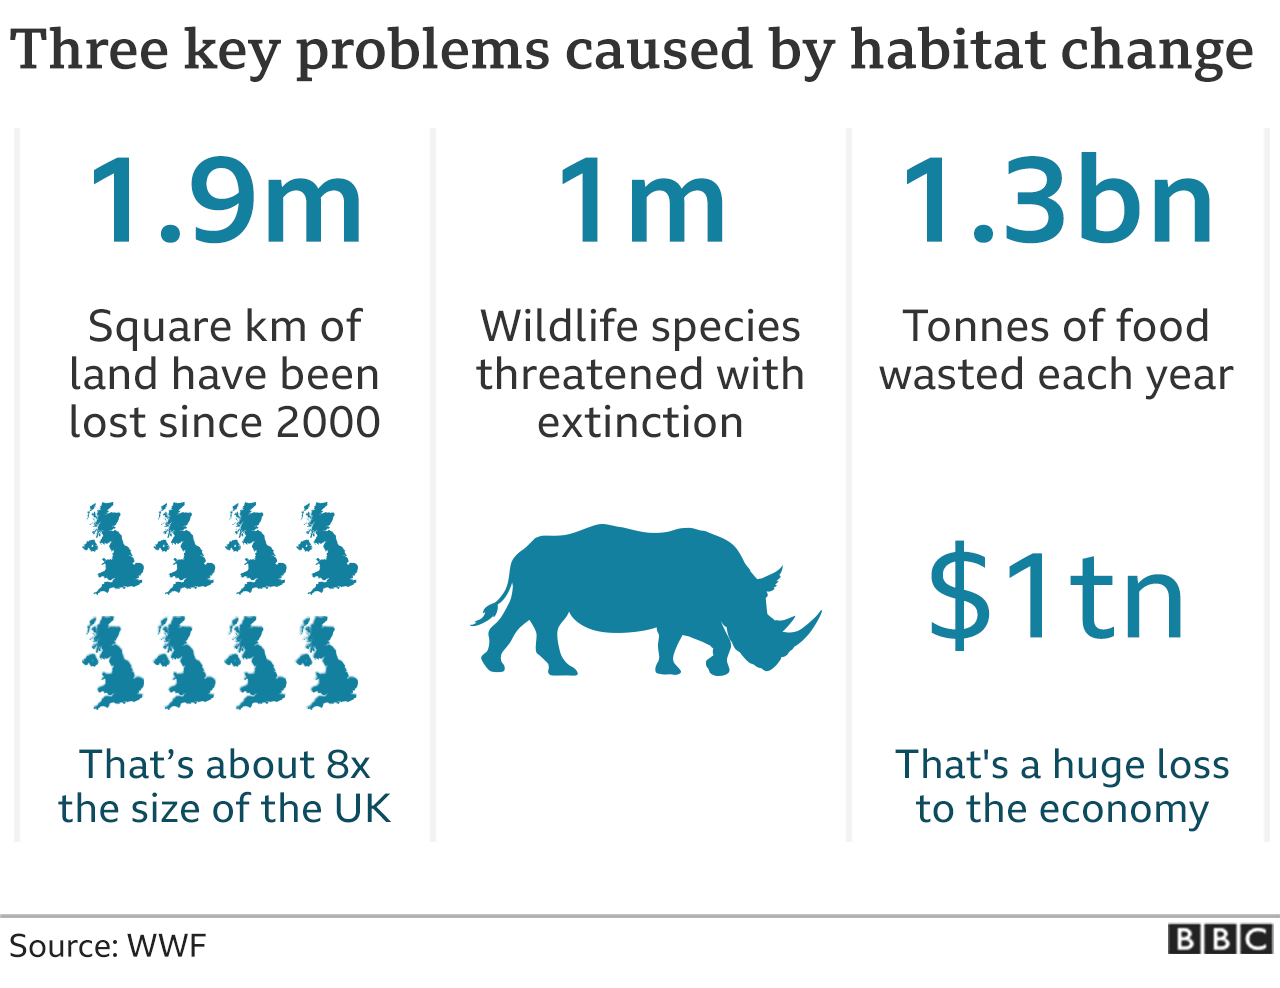 Three key problems caused by habitat change
1.9m
Square km of
land have been
lost since 2000
That’s about 8x
the size of the UK
1m
Wildlife species
threatened with
extinction
1.3bn
Tonnes of food
wasted each year
$1tn
That's a huge loss
to the economy
Source: WWF
BBC